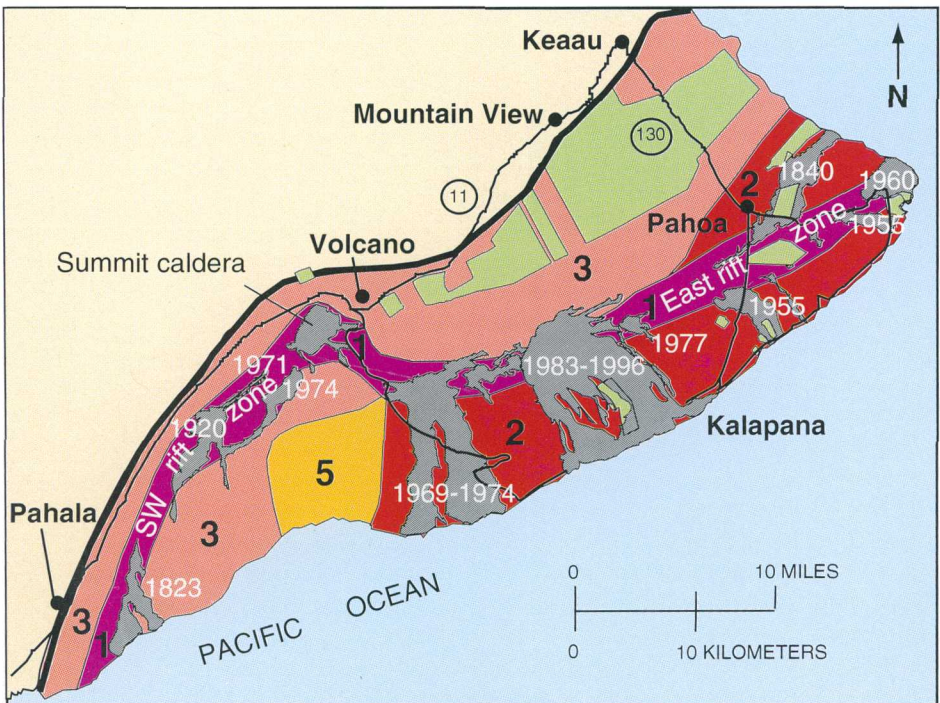 Keaau
N
Mountain View
130
11
2
1840
1960
Pahoa
zone
1955
Volcano
Summit caldera
3
East rift
1
1955
1
1977
1971
1983-1996
1974
zone
1920
2
Kalapana
rift
5
SW
1969-1974
Pahala
3
1823
0 10 MILES
3
1
PACIFIC OCEAN
0 10 KILOMETERS